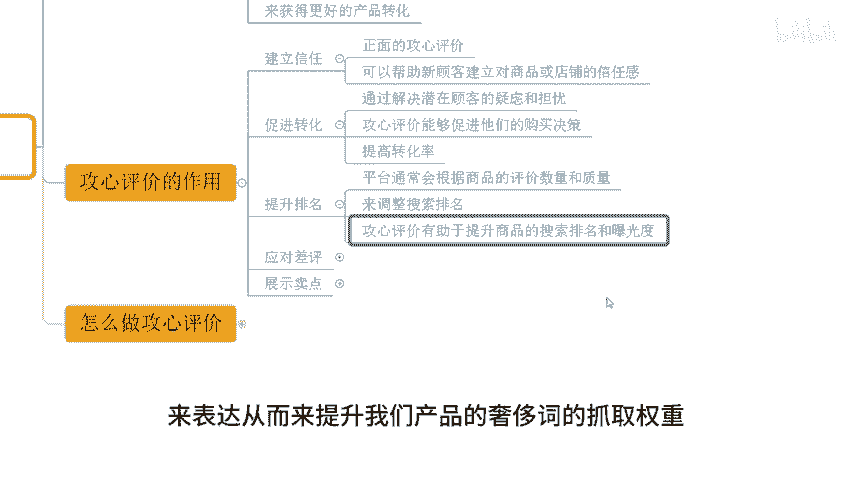 来获得更好的产品转化
建立信任
正面的攻心评价
可以帮助新顾客建立对商品或店铺的信任感
促进转化
通过解决潜在顾客的疑虑和担忧
攻心评价能够促进他们的购买决策
提高转化率
攻心评价的作用
提升排名
平台通常会根据商品的评价数量和质量
来调整搜索排名
攻心评价有助于提升商品的搜索排名和曝光度
应对差评
展示卖点
怎么做攻心评价
来表达从而来提升我们产品的奢侈词的抓取权重